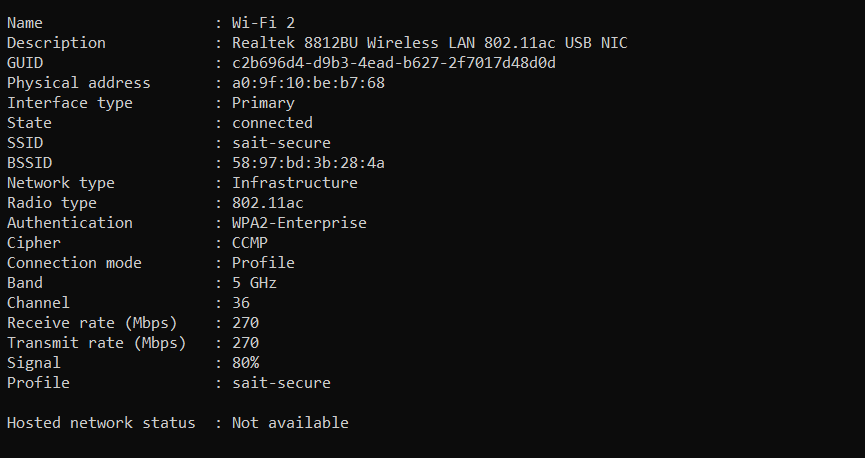 Name                   : Wi-Fi 2
Description            : Realtek 8812BU Wireless LAN 802.11ac USB NIC
GUID                   : c2b696d4-d9b3-4ead-b627-2f7017d48d0d
Physical address       : a0:9f:10:be:b7:68
Interface type         : Primary
State                  : connected
SSID                   : sait-secure
BSSID                  : 58:97:bd:3b:28:4a
Network type           : Infrastructure
Radio type             : 802.11ac
Authentication         : WPA2-Enterprise
Cipher                 : CCMP
Connection mode        : Profile
Band                   : 5 GHz
Channel                : 36
Receive rate (Mbps)    : 270
Transmit rate (Mbps)   : 270
Signal                 : 80%
Profile                : sait-secure
Hosted network status  : Not available